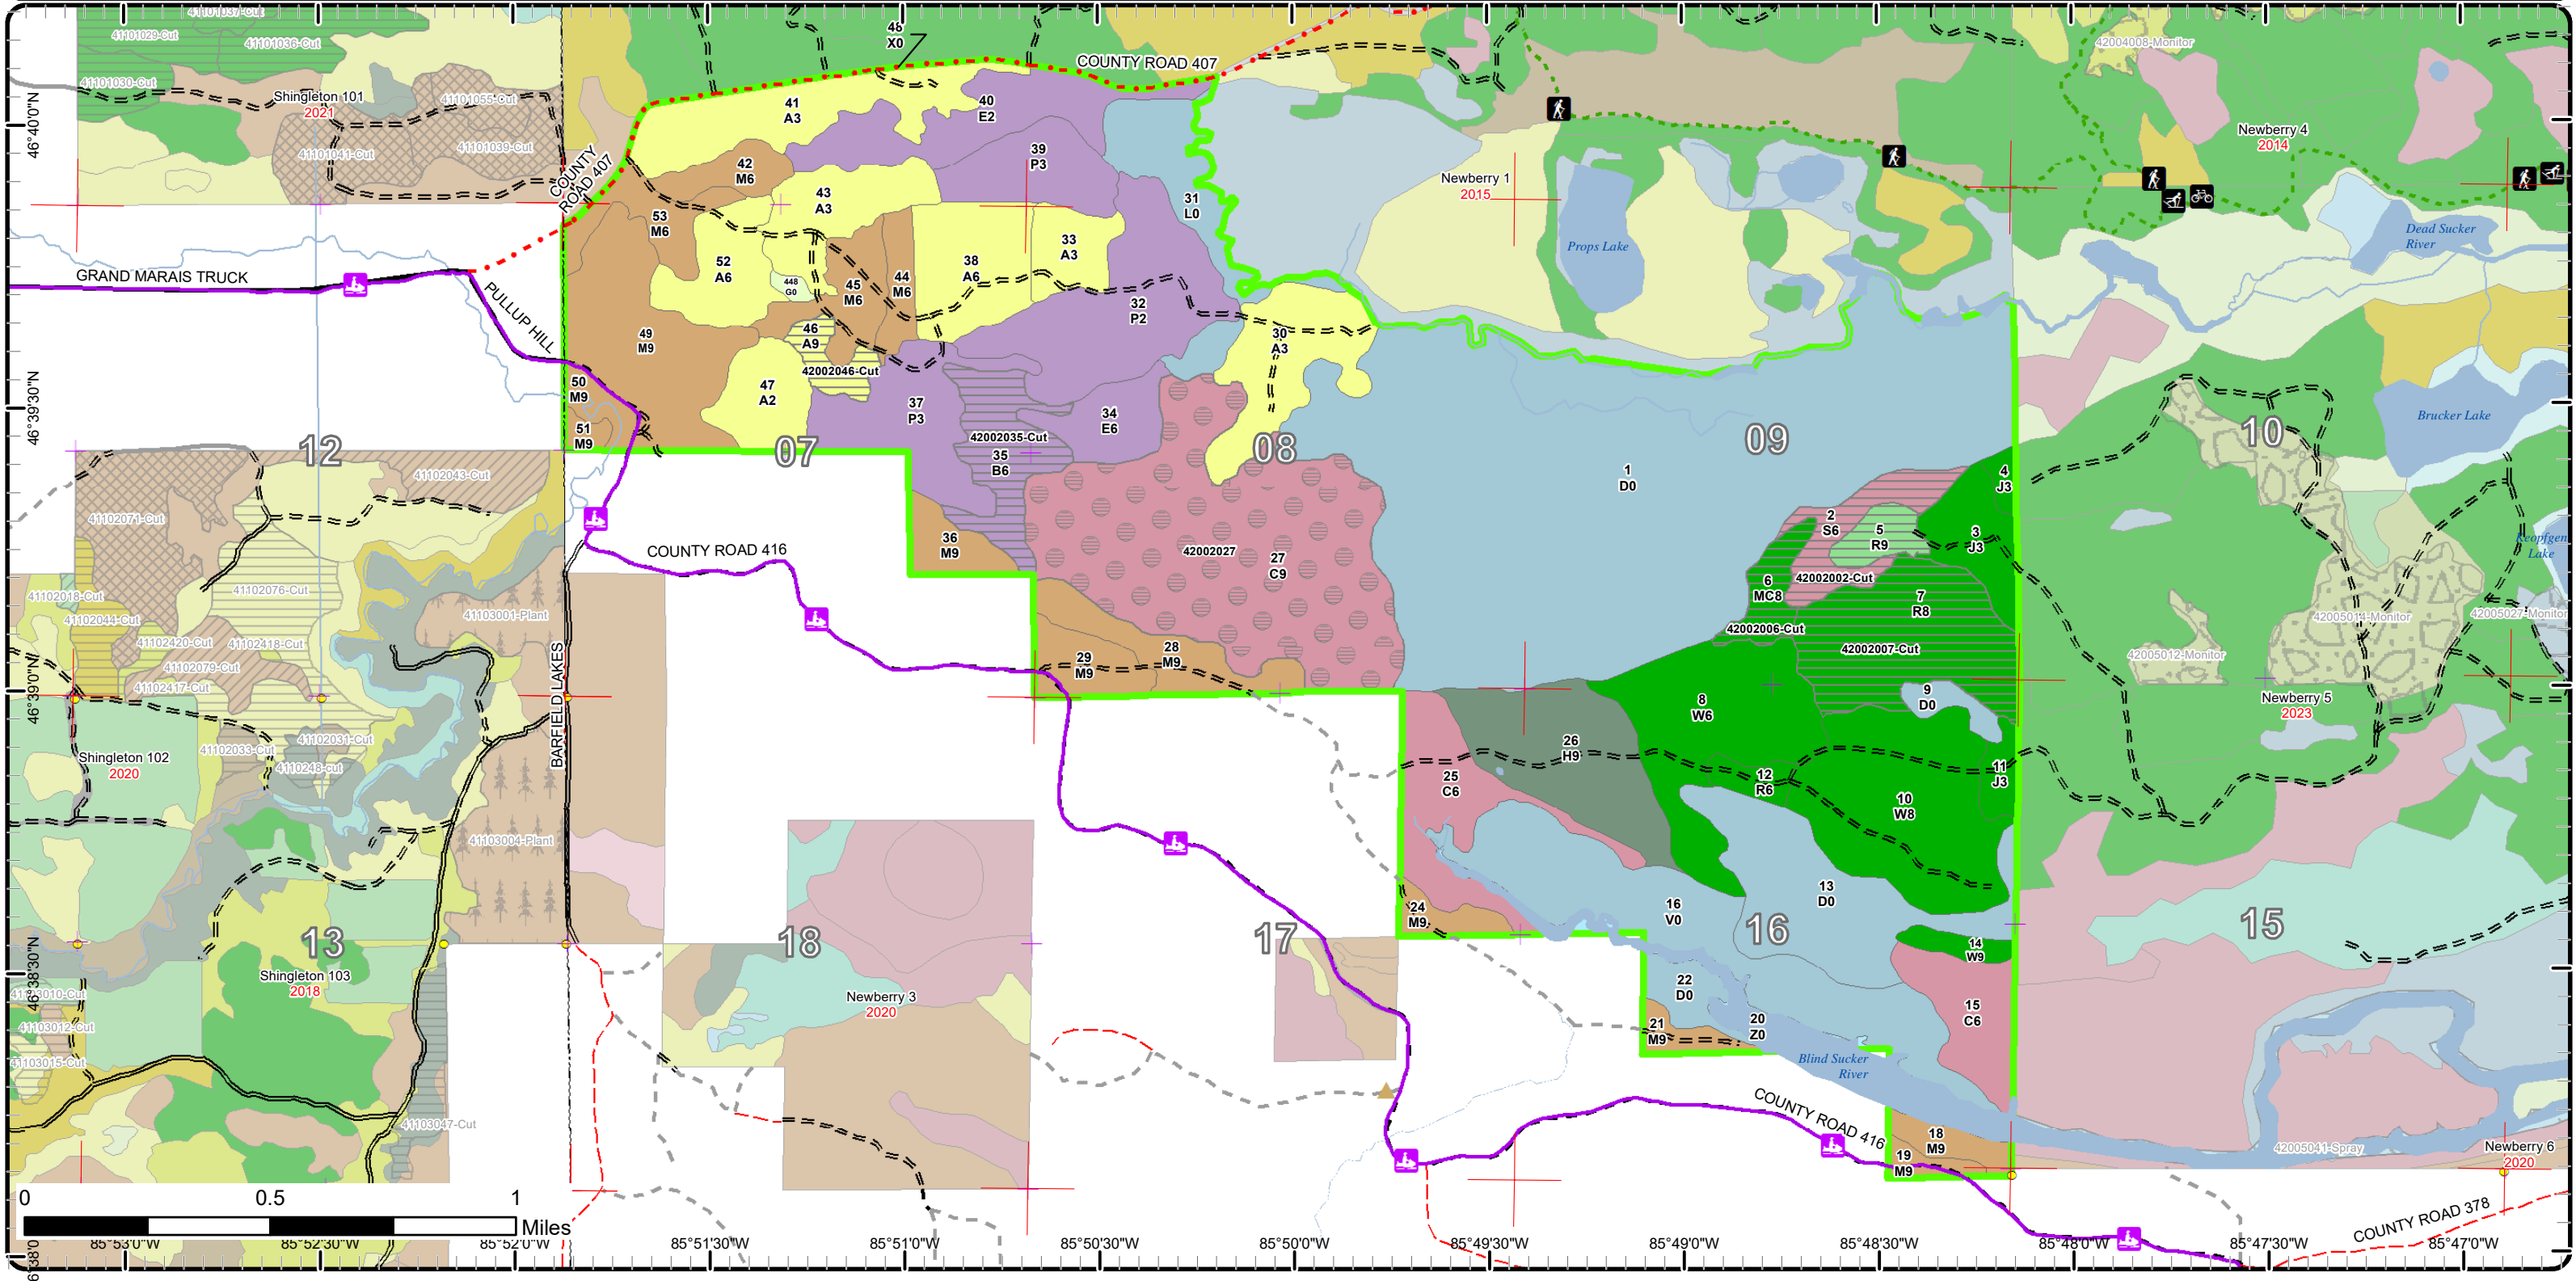 41101037-Cut
41101029-Cut
41101036-Cut
41101030-Cut
Shingleton 101
2021
41101055-Cut
41101041-Cut
41101039-Cut
48
X0
COUNTY ROAD 407
42004008-Monitor
Newberry 4
2014
46°40'0"N
COUNTY
ROAD 407
41
A3
40
E2
39
P3
42
M6
43
A3
31
L0
Newberry 1
2015
Props Lake
Dead Sucker
River
53
M6
52
A6
448
G0
45
M6
44
M6
38
A6
33
A3
32
P2
30
A3
GRAND MARAIS TRUCK
PULLUP HILL
49
M9
46
A9
42002046-Cut
47
A2
50
M9
51
M9
37
P3
34
E6
42002035-Cut
35
B6
46°39'30"N
12
07
08
09
10
Brucker Lake
1
D0
4
J3
3
J3
2
S6
5
R9
6
MC8
42002002-Cut
7
R8
42002006-Cut
42002007-Cut
41102043-Cut
41102071-Cut
COUNTY ROAD 416
36
M9
42002027
27
C9
Lake
41102018-Cut
41102076-Cut
41103001-Plant
41102044-Cut
41102420-Cut
41102418-Cut
41102079-Cut
41102417-Cut
42005014-Monitor
42005027-Monitor
42005012-Monitor
46°39'0"N
BARFIELD LAKES
29
M9
28
M9
8
W6
9
D0
Newberry 5
2023
Shingleton 102
2020
41102033-Cut
41102031-Cut
4110248-cut
25
C6
26
H9
12
R6
10
W8
11
J3
41103004-Plant
24
M9
16
V0
13
D0
14
W9
13
18
17
16
15
Shingleton 103
2018
Newberry 3
2020
22
D0
15
C6
46°38'30"N
41103010-Cut
41103012-Cut
41103015-Cut
21
M9
20
Z0
Blind Sucker
River
41103047-Cut
COUNTY ROAD 416
18
M9
19
M9
42005041-Spray
Newberry 6
2020
COUNTY ROAD 378
0 0.5 1
Miles
85°53'0"W 85°52'30"W 85°52'0"W 85°51'30"W 85°51'0"W 85°50'30"W 85°50'0"W 85°49'30"W 85°49'0"W 85°48'30"W 85°48'0"W 85°47'30"W 85°47'0"W